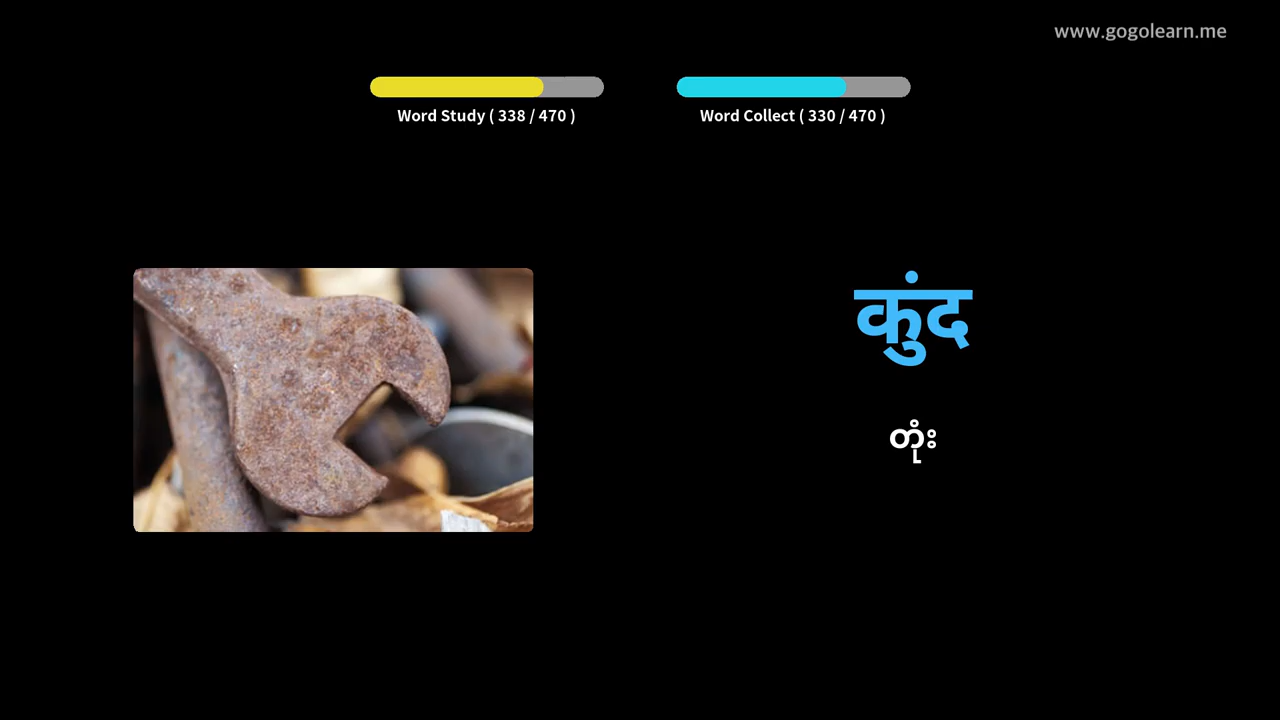 www.gogolearn.me
Word Study ( 338 / 470 )
Word Collect ( 330 / 470 )
कुंद
တုံး